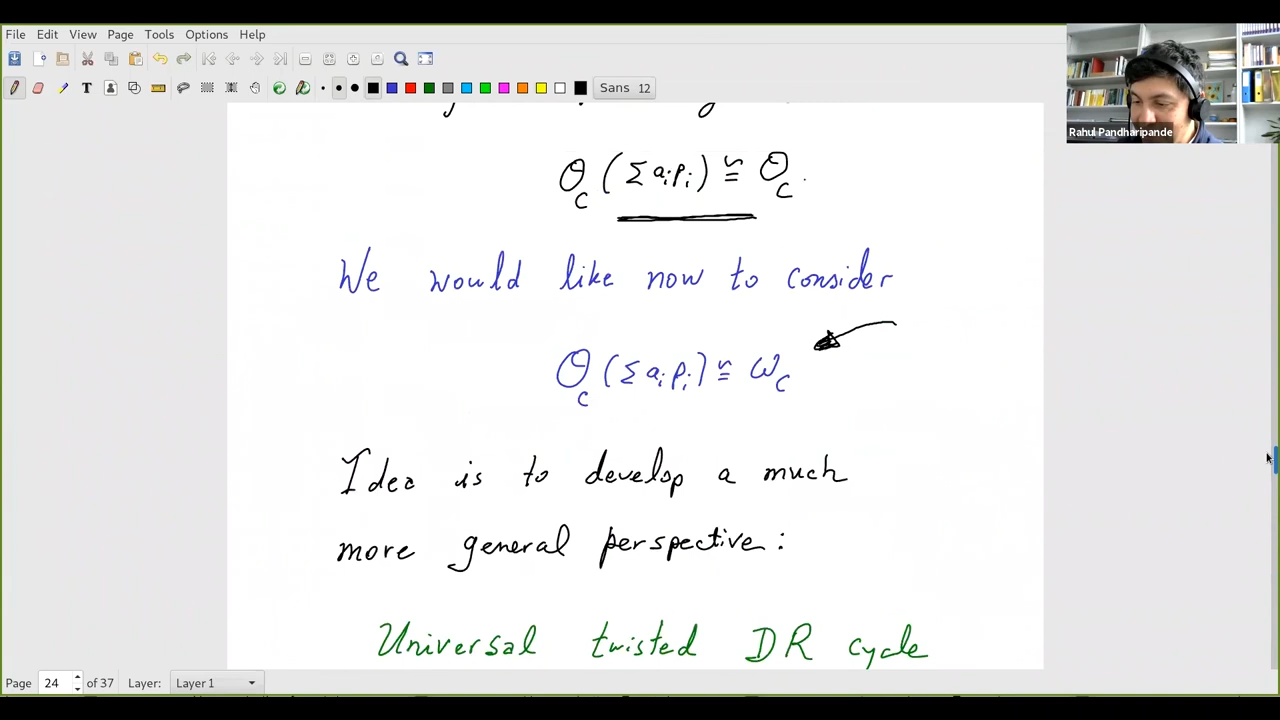 File Edit View Page Tools Options Help
Sans 12
Rahul Pandharipande
O_C (Σ a_i p_i) ≅ O_C.
We would like now to consider
O_C (Σ a_i p_i) ≅ ω_C
Idea is to develop a much
more general perspective:
Universal twisted DR cycle
Page 24 of 37 Layer: Layer 1